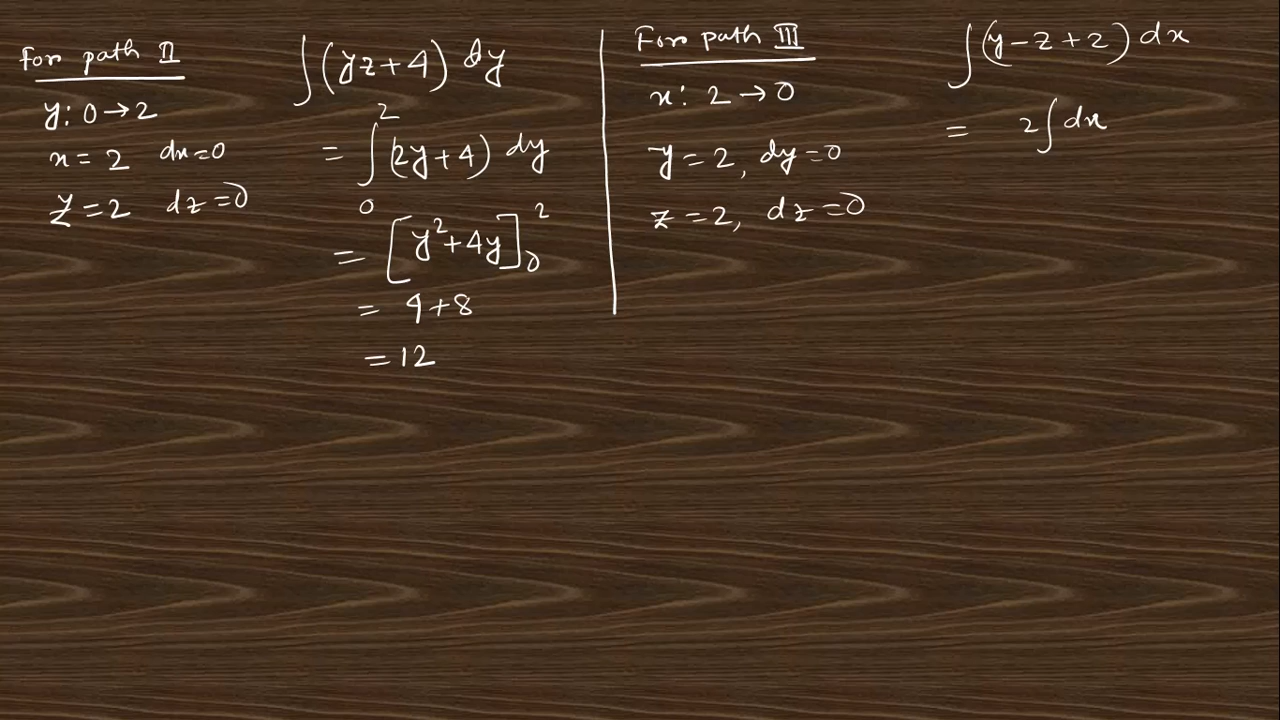 For path II
y: 0→2
x = 2 dx=0
z = 2 dz=0
∫(yz+4) dy
= ∫₀² (2y+4) dy
= [y²+4y]₀²
= 4+8
= 12
For path III
x: 2→0
y = 2, dy=0
z = 2, dz=0
∫(y-z+2) dx
= 2∫dx